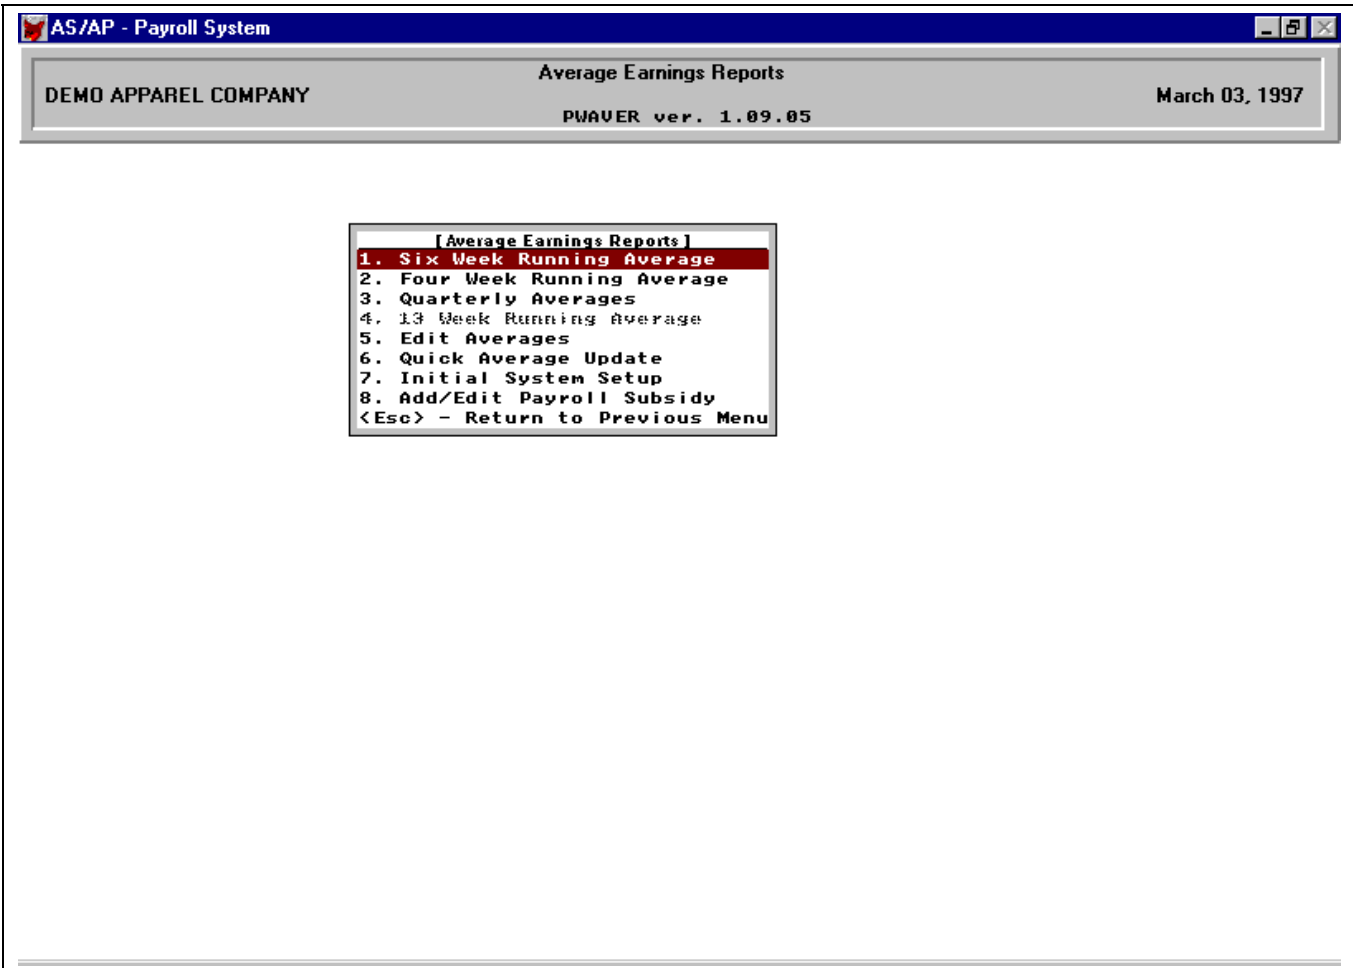 AS/AP - Payroll System
Average Earnings Reports
DEMO APPAREL COMPANY
March 03, 1997
PWAVER ver. 1.09.05
[Average Earnings Reports]
1. Six Week Running Average
2. Four Week Running Average
3. Quarterly Averages
4. 13 Week Running Average
5. Edit Averages
6. Quick Average Update
7. Initial System Setup
8. Add/Edit Payroll Subsidy
<Esc> - Return to Previous Menu